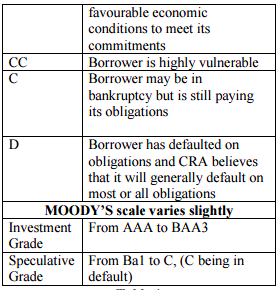 favourable economic
conditions to meet its
commitments
CC Borrower is highly vulnerable
C Borrower may be in
bankruptcy but is still paying
its obligations
D Borrower has defaulted on
obligations and CRA believes
that it will generally default on
most or all obligations
MOODY'S scale varies slightly
Investment From AAA to BAA3
Grade
Speculative From Ba1 to C, (C being in
Grade default)